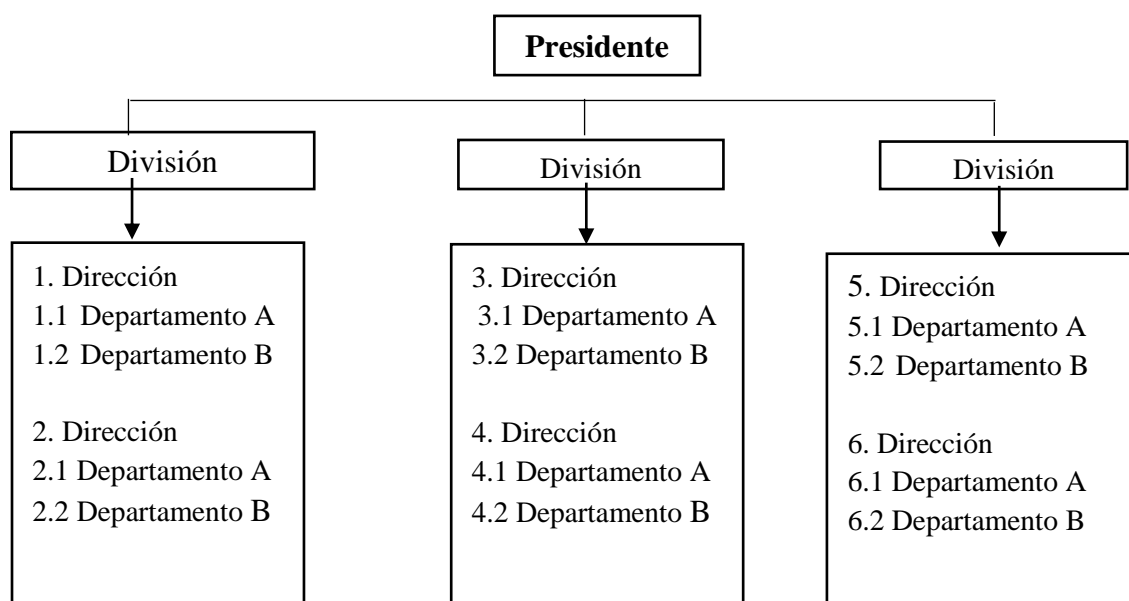 Presidente
División
División
División
1. Dirección
1.1 Departamento A
1.2 Departamento B
2. Dirección
2.1 Departamento A
2.2 Departamento B
3. Dirección
3.1 Departamento A
3.2 Departamento B
4. Dirección
4.1 Departamento A
4.2 Departamento B
5. Dirección
5.1 Departamento A
5.2 Departamento B
6. Dirección
6.1 Departamento A
6.2 Departamento B